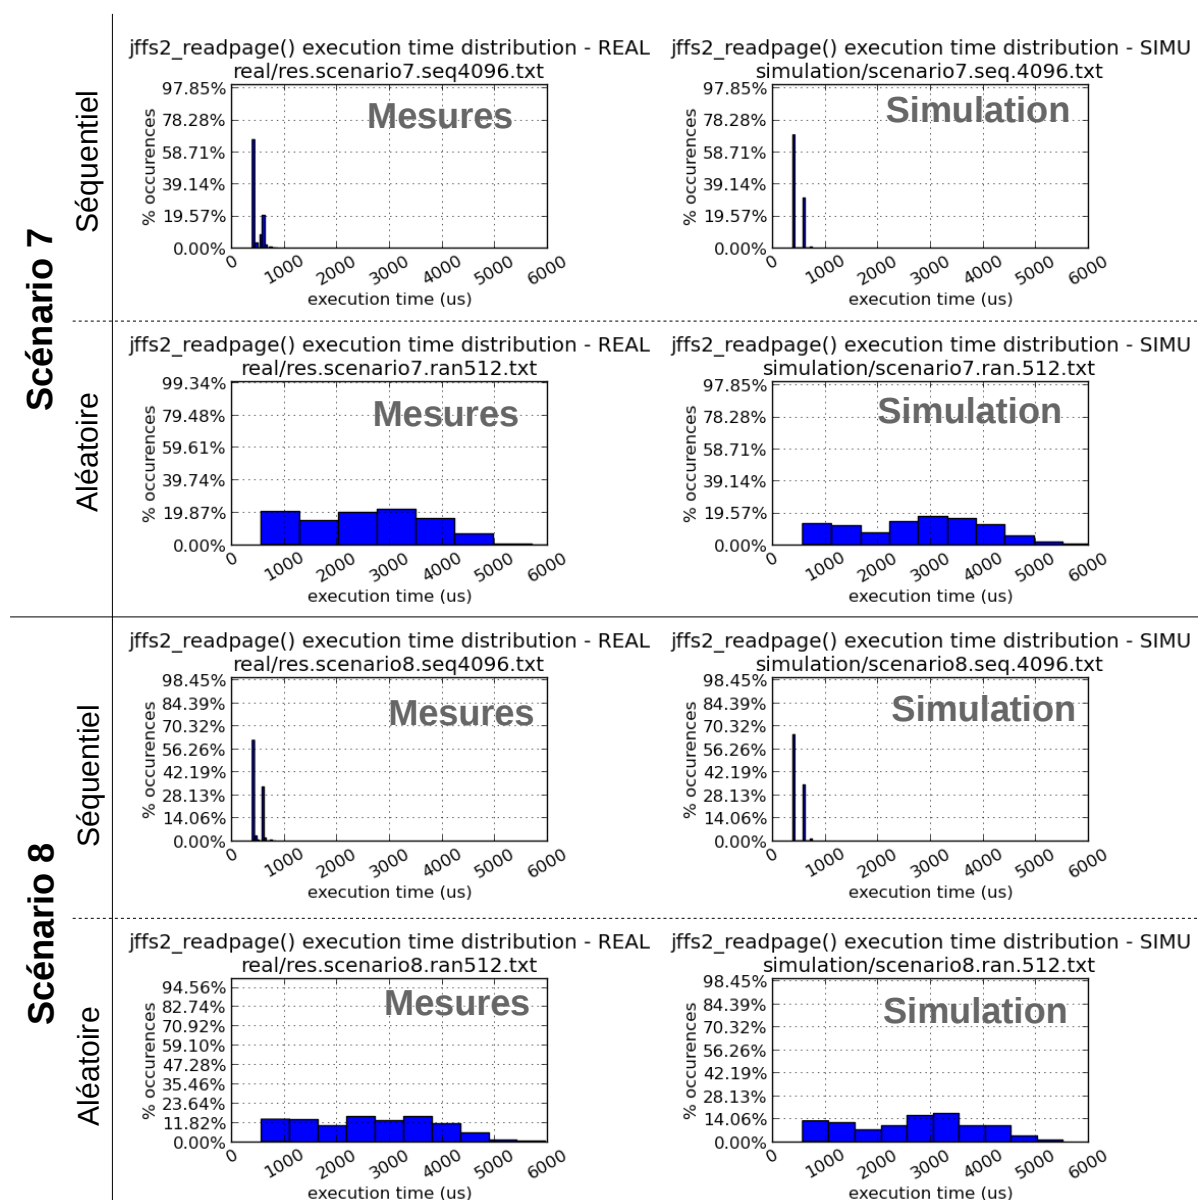 Scénario 7
Séquentiel
jffs2_readpage() execution time distribution - REAL
real/res.scenario7.seq4096.txt
Mesures
% occurences
97.85%
78.28%
58.71%
39.14%
19.57%
0.00%
0 1000 2000 3000 4000 5000 6000
execution time (us)
jffs2_readpage() execution time distribution - SIMU
simulation/scenario7.seq.4096.txt
Simulation
% occurences
97.85%
78.28%
58.71%
39.14%
19.57%
0.00%
0 1000 2000 3000 4000 5000 6000
execution time (us)
Aléatoire
jffs2_readpage() execution time distribution - REAL
real/res.scenario7.ran512.txt
Mesures
% occurences
99.34%
79.48%
59.61%
39.74%
19.87%
0.00%
0 1000 2000 3000 4000 5000 6000
execution time (us)
jffs2_readpage() execution time distribution - SIMU
simulation/scenario7.ran.512.txt
Simulation
% occurences
97.85%
78.28%
58.71%
39.14%
19.57%
0.00%
0 1000 2000 3000 4000 5000 6000
execution time (us)
Scénario 8
Séquentiel
jffs2_readpage() execution time distribution - REAL
real/res.scenario8.seq4096.txt
Mesures
% occurences
98.45%
84.39%
70.32%
56.26%
42.19%
28.13%
14.06%
0.00%
0 1000 2000 3000 4000 5000 6000
execution time (us)
jffs2_readpage() execution time distribution - SIMU
simulation/scenario8.seq.4096.txt
Simulation
% occurences
98.45%
84.39%
70.32%
56.26%
42.19%
28.13%
14.06%
0.00%
0 1000 2000 3000 4000 5000 6000
execution time (us)
Aléatoire
jffs2_readpage() execution time distribution - REAL
real/res.scenario8.ran512.txt
Mesures
% occurences
94.56%
82.74%
70.92%
59.10%
47.28%
35.46%
23.64%
11.82%
0.00%
0 1000 2000 3000 4000 5000 6000
execution time (us)
jffs2_readpage() execution time distribution - SIMU
simulation/scenario8.ran.512.txt
Simulation
% occurences
98.45%
84.39%
70.32%
56.26%
42.19%
28.13%
14.06%
0.00%
0 1000 2000 3000 4000 5000 6000
execution time (us)